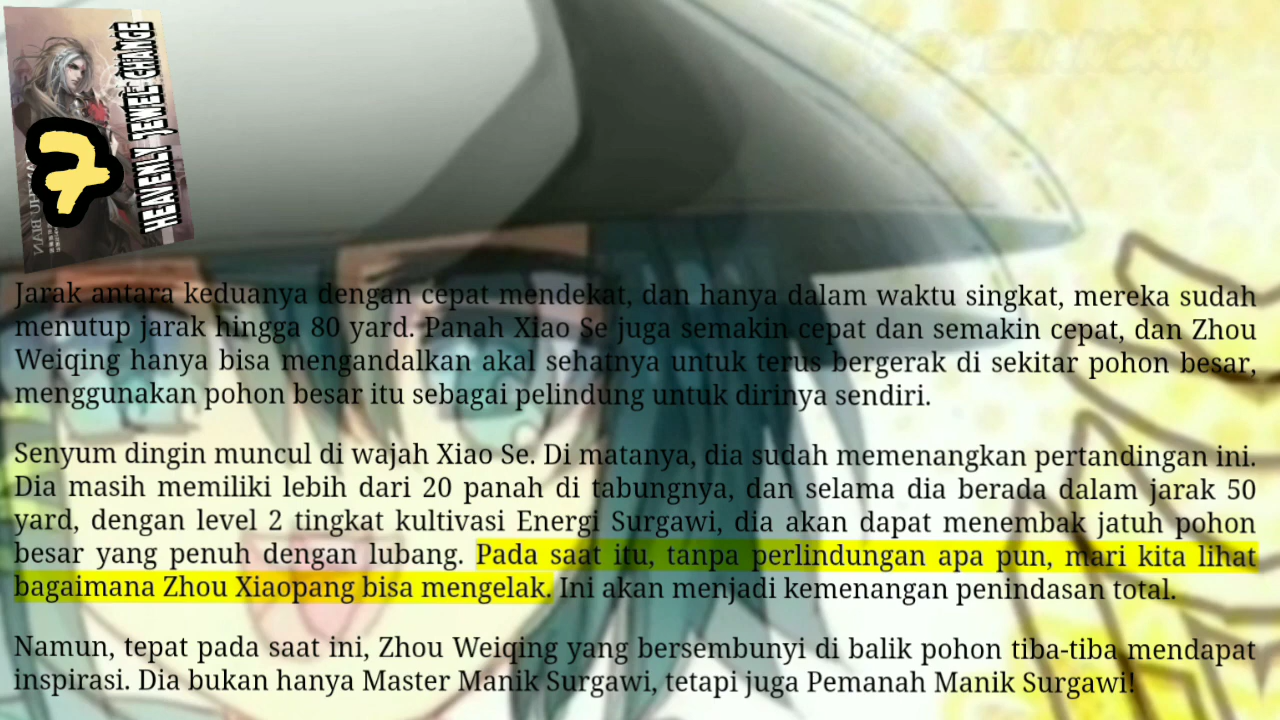 HEAVENLY JEWEL CHANGE
7
Jarak antara keduanya dengan cepat mendekat, dan hanya dalam waktu singkat, mereka sudah
menutup jarak hingga 80 yard. Panah Xiao Se juga semakin cepat dan semakin cepat, dan Zhou
Weiqing hanya bisa mengandalkan akal sehatnya untuk terus bergerak di sekitar pohon besar,
menggunakan pohon besar itu sebagai pelindung untuk dirinya sendiri.
Senyum dingin muncul di wajah Xiao Se. Di matanya, dia sudah memenangkan pertandingan ini.
Dia masih memiliki lebih dari 20 panah di tabungnya, dan selama dia berada dalam jarak 50
yard, dengan level 2 tingkat kultivasi Energi Surgawi, dia akan dapat menembak jatuh pohon
besar yang penuh dengan lubang. Pada saat itu, tanpa perlindungan apa pun, mari kita lihat
bagaimana Zhou Xiaopang bisa mengelak. Ini akan menjadi kemenangan penindasan total.
Namun, tepat pada saat ini, Zhou Weiqing yang bersembunyi di balik pohon tiba-tiba mendapat
inspirasi. Dia bukan hanya Master Manik Surgawi, tetapi juga Pemanah Manik Surgawi!